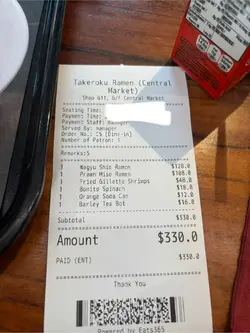 Takeroku Ramen (Central
Market)
Shop G11, G/F Central Market
Seating Time:
Payment Time:
Payment Staff: manager
Served By: manager
Order No.: 15 (Dine-in)
Number of Patron: 1
Remarks:5
1 Wagyu Shio Ramen $128.0
1 Prawn Miso Ramen $108.0
1 Fried Gillette Shrimps $48.0
1 Bonito Spinach $18.0
1 Orange Soda Can $12.0
1 Barley Tea Bot $16.0
Subtotal $330.0
Amount $330.0
PAID (ENT) $330.0
Thank You
Powered by Eats365